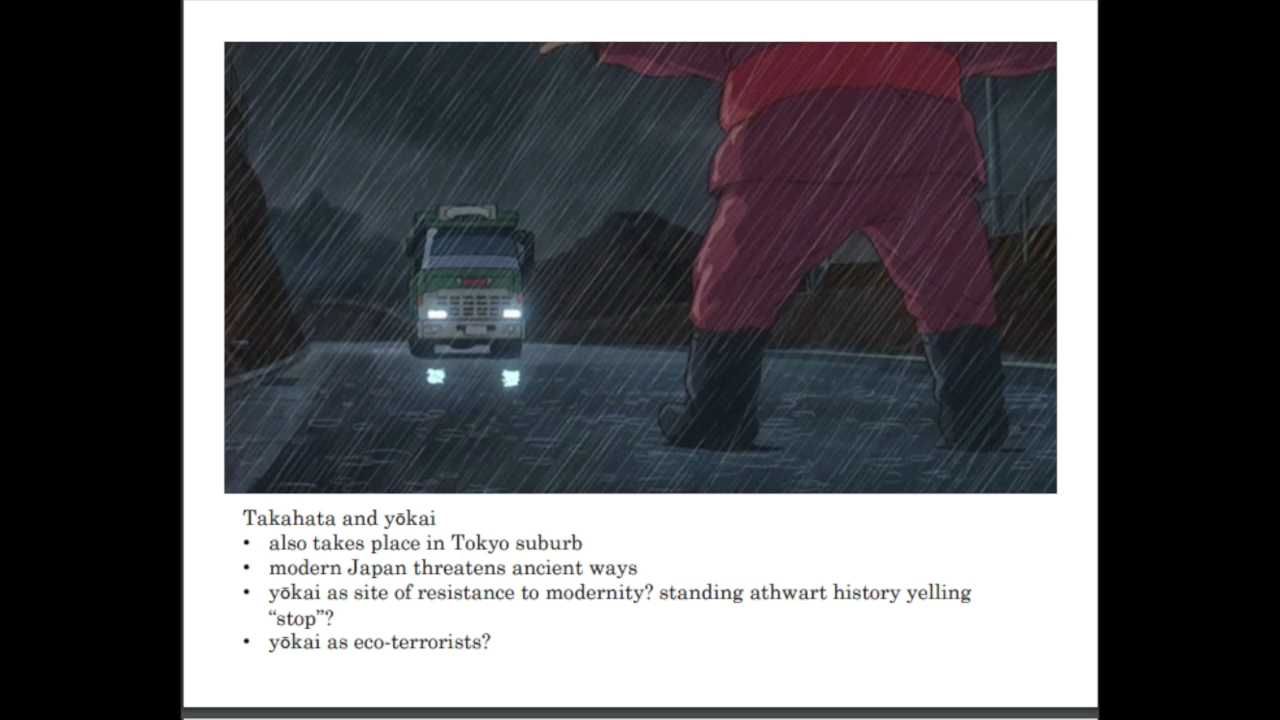 Takahata and yōkai
• also takes place in Tokyo suburb
• modern Japan threatens ancient ways
• yōkai as site of resistance to modernity? standing athwart history yelling
“stop”?
• yōkai as eco-terrorists?